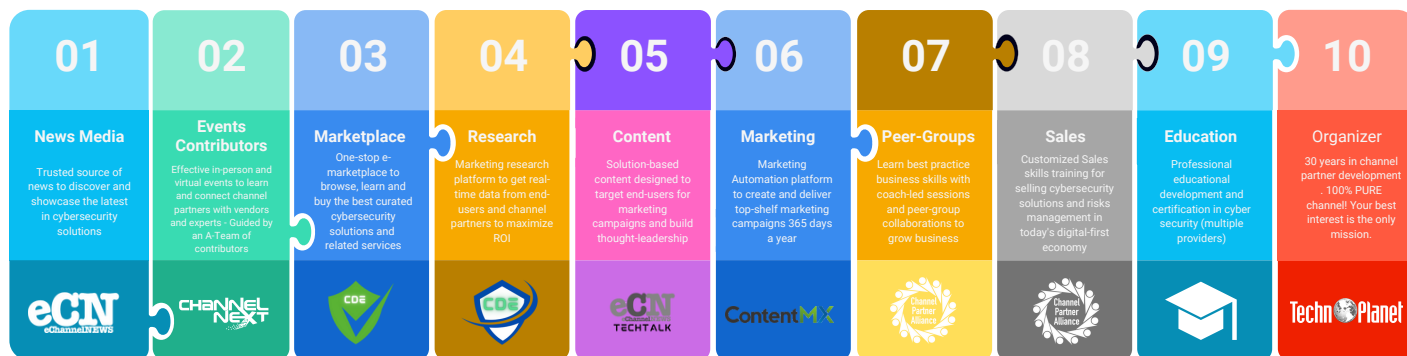 01
News Media
Trusted source of
news to discover and
showcase the latest
in cybersecurity
solutions
eCN
eChannelNEWS
02
Events
Contributors
Effective in-person and
virtual events to learn
and connect channel
partners with vendors
and experts - Guided by
an A-Team of
contributors
CHANNEL
NEXT
03
Marketplace
One-stop e-
marketplace to
browse, learn and
buy the best curated
cybersecurity
solutions and
related services
CDE
04
Research
Marketing research
platform to get real-
time data from end-
users and channel
partners to maximize
ROI
CDE
05
Content
Solution-based
content designed to
target end-users for
marketing
campaigns and build
thought-leadership
eCN
eChannelNEWS
TECHTALK
06
Marketing
Marketing
Automation platform
to create and deliver
top-shelf marketing
campaigns 365 days
a year
ContentMX
07
Peer-Groups
Learn best practice
business skills with
coach-led sessions
and peer-group
collaborations to
grow business
Channel
Partner
Alliance
08
Sales
Customized Sales
skills training for
selling cybersecurity
solutions and risks
management in
today's digital-first
economy
Channel
Partner
Alliance
09
Education
Professional
educational
development and
certification in cyber
security (multiple
providers)
10
Organizer
30 years in channel
partner development
. 100% PURE
channel! Your best
interest is the only
mission.
TechnoPlanet